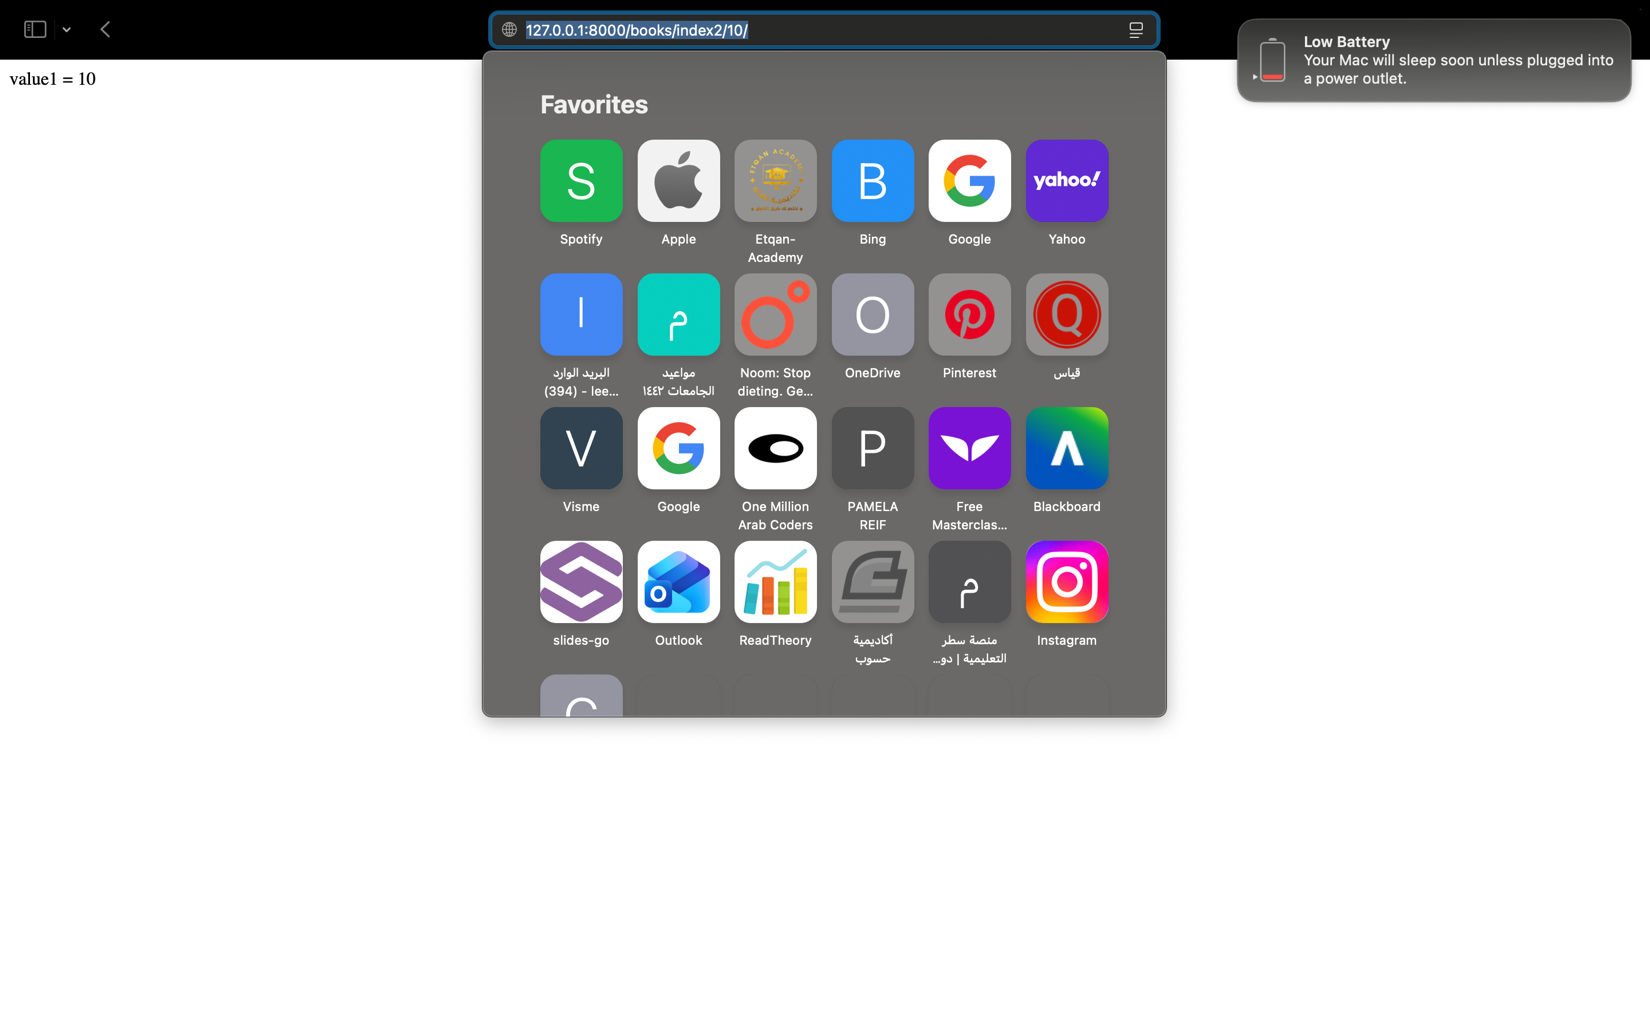 127.0.0.1:8000/books/index2/10/
Low Battery
Your Mac will sleep soon unless plugged into
a power outlet.
value1 = 10
Favorites
S
B
yahoo!
Spotify
Apple
Etqan-
Academy
Bing
Google
Yahoo
ا
م
O
Q
البريد الوارد
(394) - lee...
مواعيد
الجامعات ١٤٤٢
Noom: Stop
dieting. Ge...
OneDrive
Pinterest
قياس
V
P
Visme
Google
One Million
Arab Coders
PAMELA
REIF
Free
Masterclas...
Blackboard
م
slides-go
Outlook
ReadTheory
أكاديمية
حسوب
منصة سطر
التعليمية | دو...
Instagram